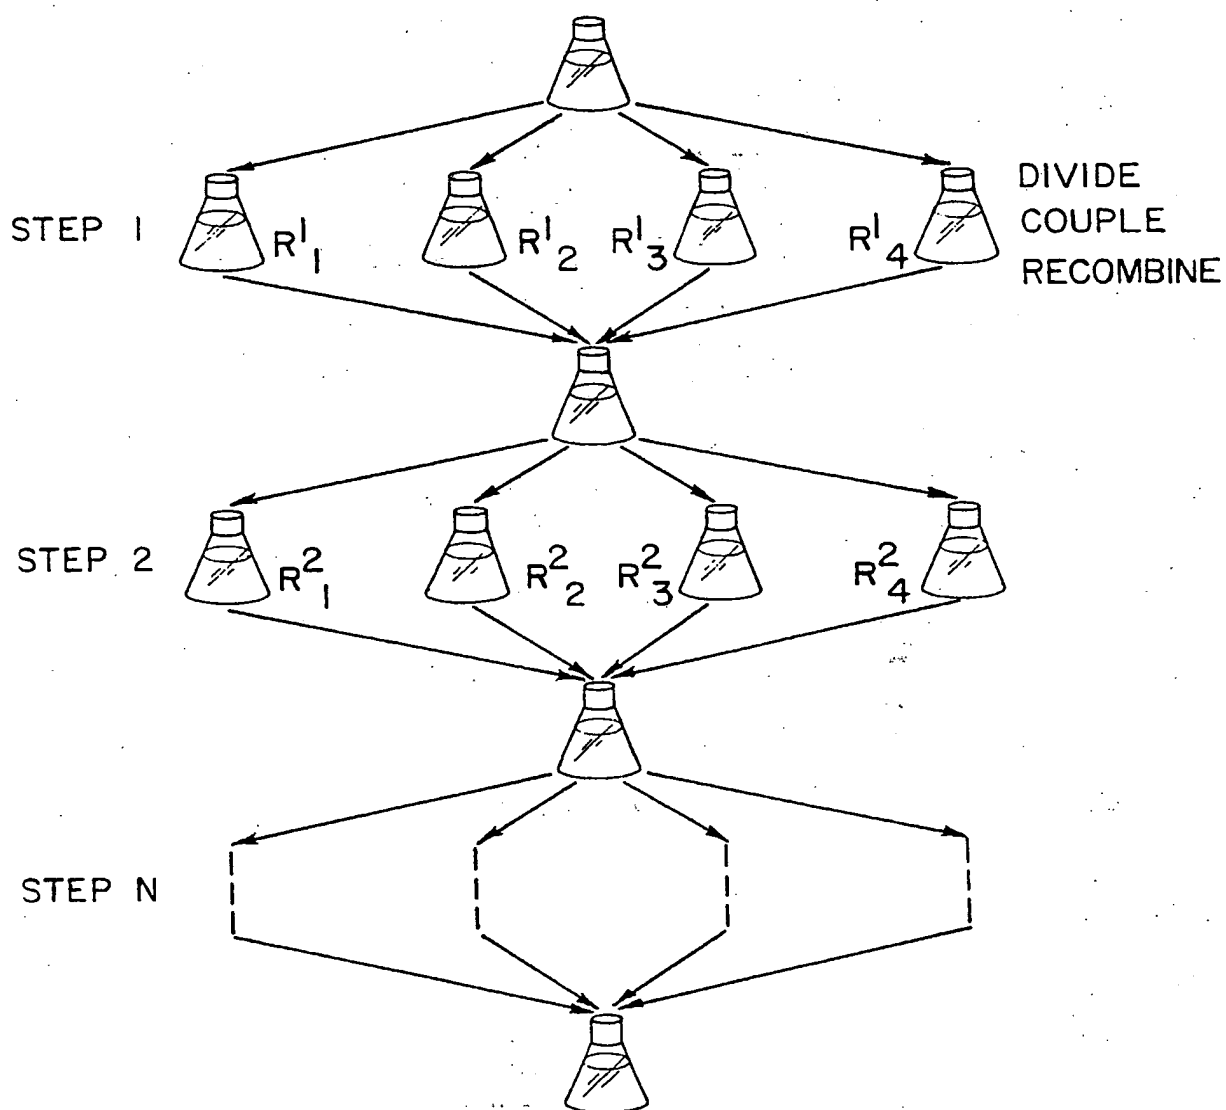 DIVIDE
COUPLE
RECOMBINE
STEP 1 R¹₁ R¹₂ R¹₃ R¹₄
STEP 2 R²₁ R²₂ R²₃ R²₄
STEP N